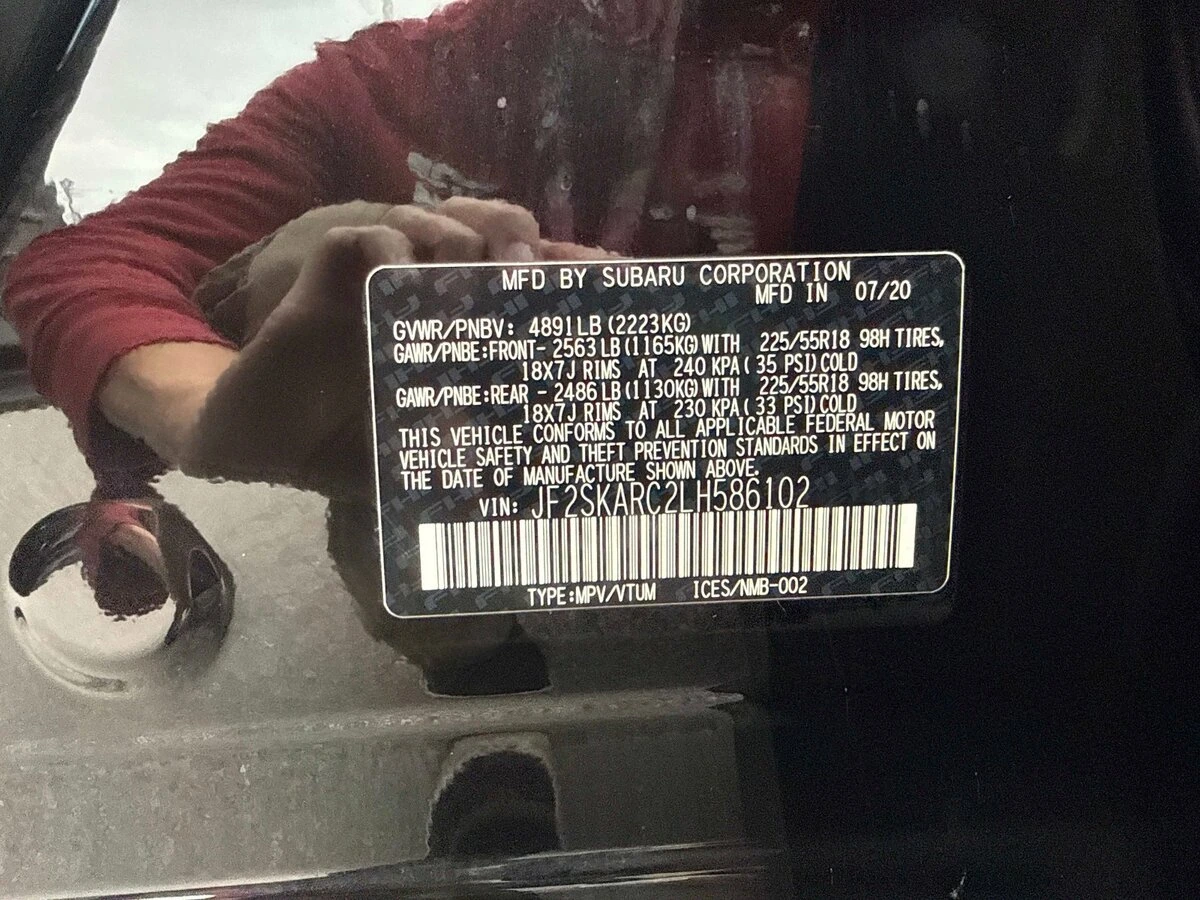 MFD BY SUBARU CORPORATION
MFD IN 07/20
GVWR/PNBV: 4891LB (2223KG)
GAWR/PNBE:FRONT- 2563 LB (1165KG) WITH 225/55R18 98H TIRES,
18X7J RIMS AT 240 KPA ( 35 PSI) COLD
GAWR/PNBE:REAR - 2486 LB (1130KG) WITH 225/55R18 98H TIRES,
18X7J RIMS AT 230 KPA ( 33 PSI) COLD
THIS VEHICLE CONFORMS TO ALL APPLICABLE FEDERAL MOTOR
VEHICLE SAFETY AND THEFT PREVENTION STANDARDS IN EFFECT ON
THE DATE OF MANUFACTURE SHOWN ABOVE.
VIN: JF2SKARC2LH586102
TYPE:MPV/VTUM ICES/NMB-002